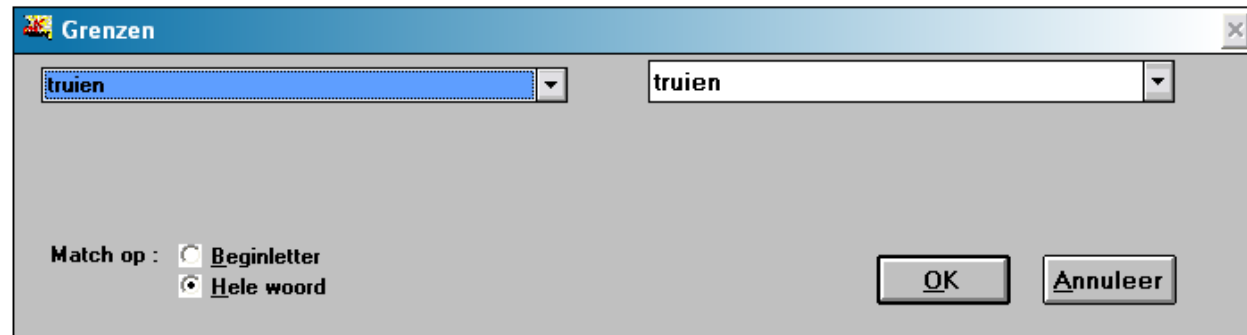 Grenzen
truien
truien
Match op :
Beginletter
Hele woord
OK
Annuleer